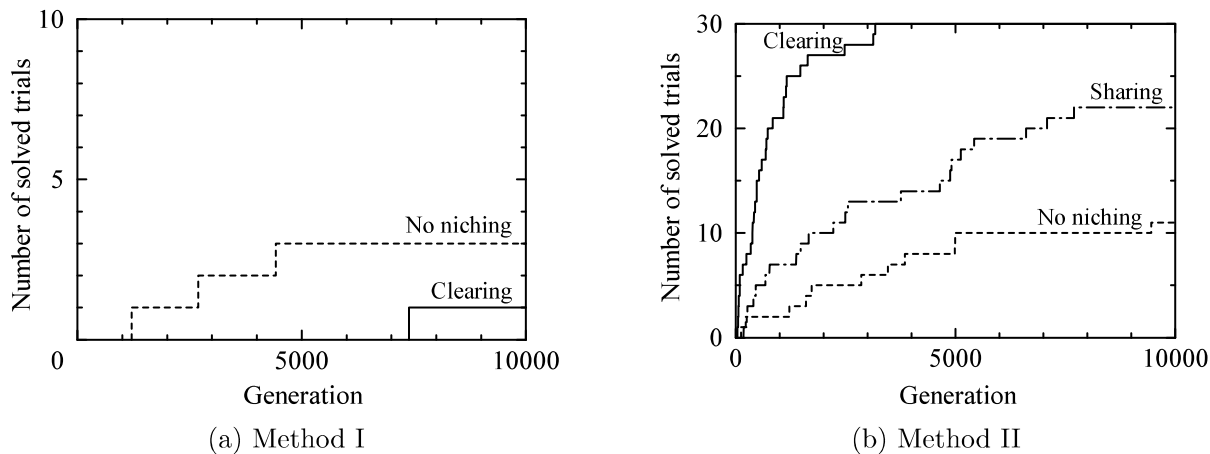 10
5
0
Number of solved trials
No niching
Clearing
0
5000
10000
Generation
(a) Method I
30
20
10
0
Number of solved trials
Clearing
Sharing
No niching
0
5000
10000
Generation
(b) Method II